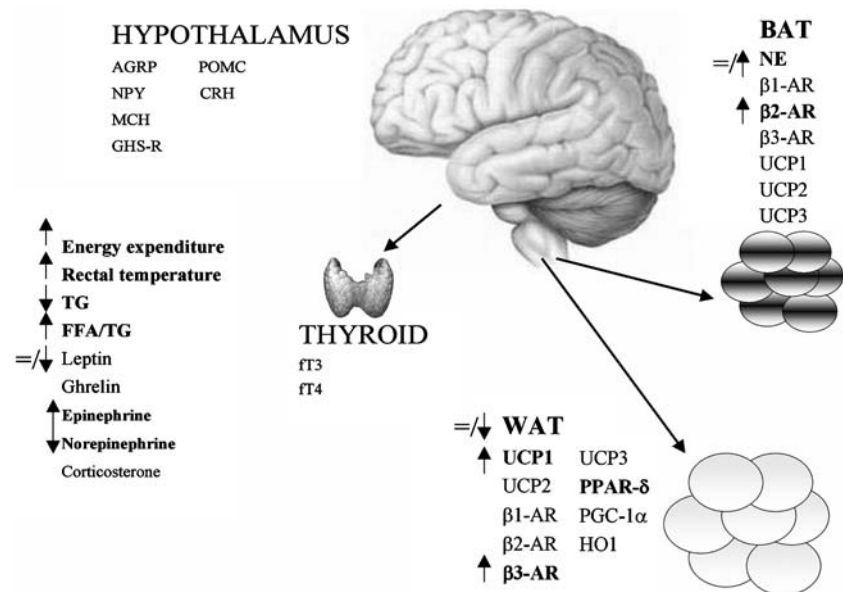 HYPOTHALAMUS
AGRP POMC
NPY CRH
MCH
GHS-R
BAT
=/ NE
β1-AR
β2-AR
β3-AR
UCP1
UCP2
UCP3
Energy expenditure
Rectal temperature
TG
FFA/TG
=/ Leptin
Ghrelin
Epinephrine
Norepinephrine
Corticosterone
THYROID
fT3
fT4
=/ WAT
UCP1 UCP3
UCP2 PPAR-δ
β1-AR PGC-1α
β2-AR HO1
β3-AR